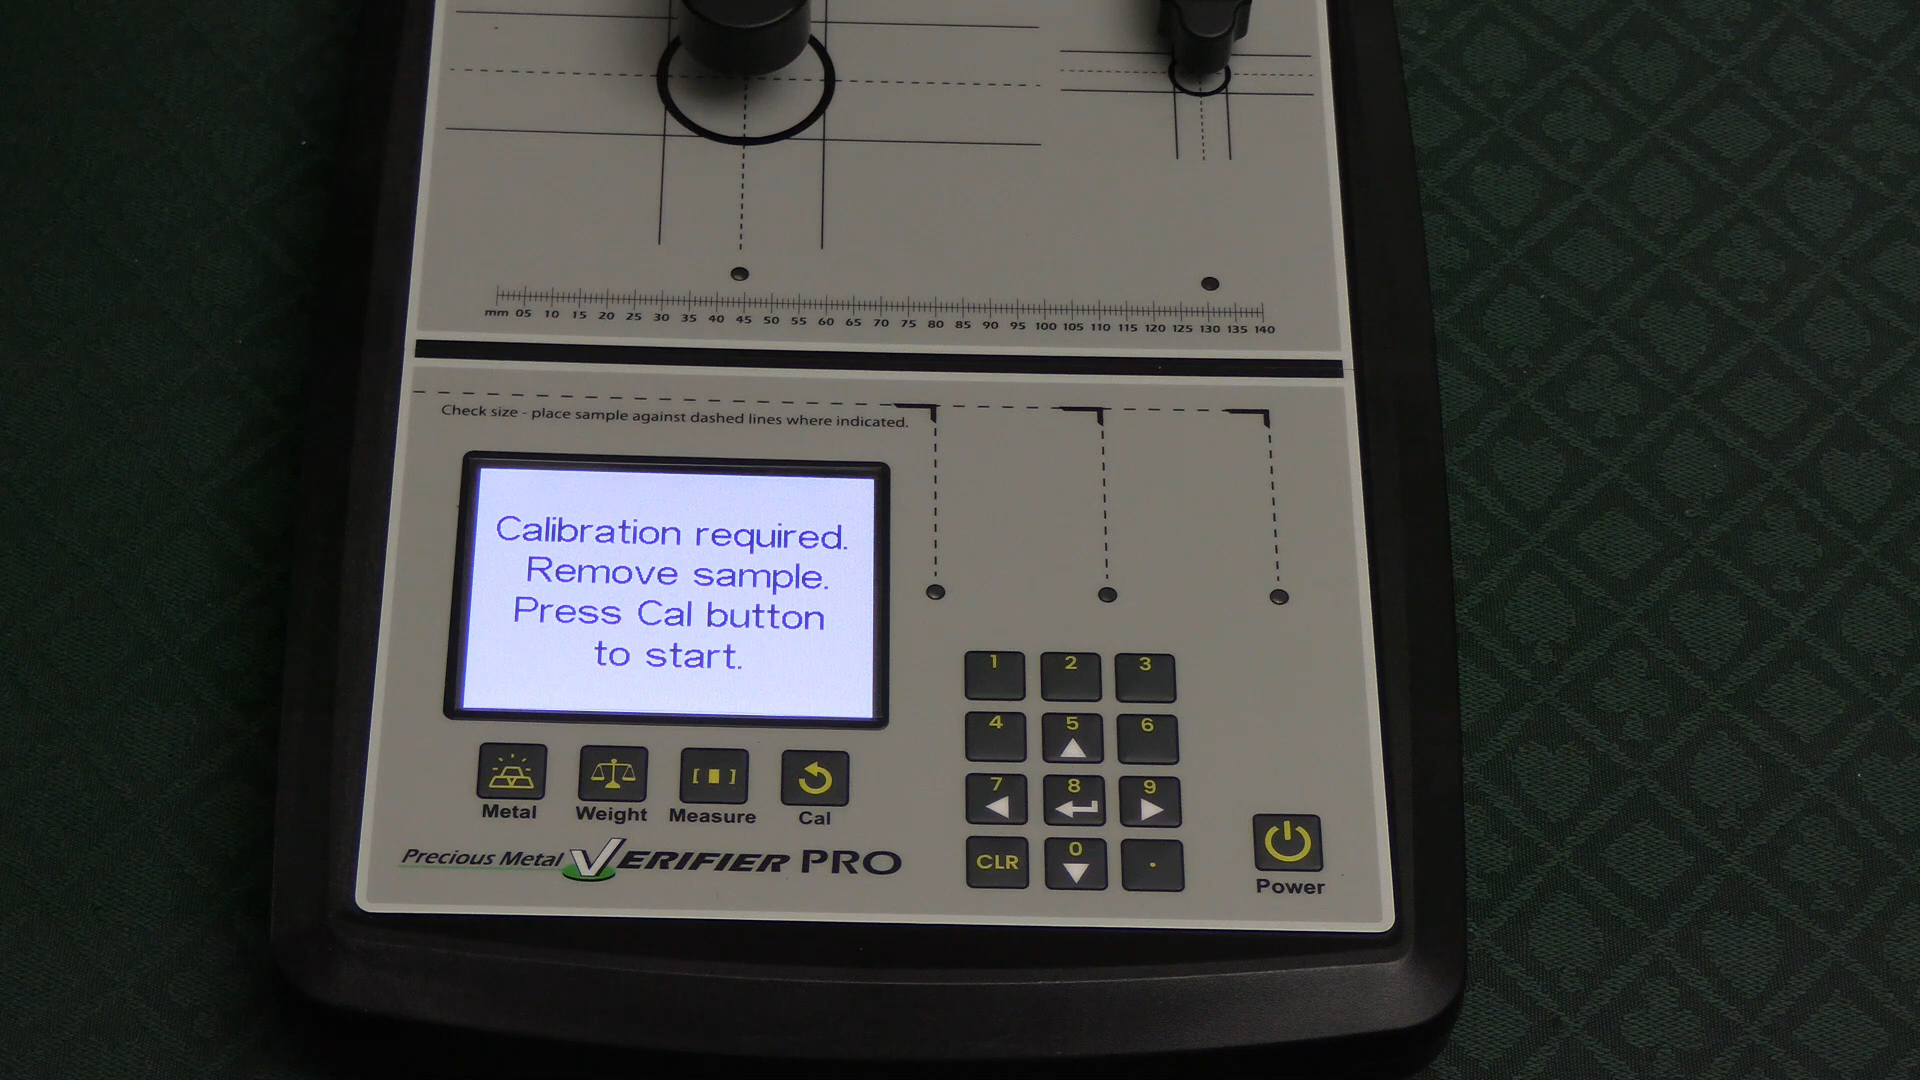 mm 05 10 15 20 25 30 35 40 45 50 55 60 65 70 75 80 85 90 95 100 105 110 115 120 125 130 135 140
Check size - place sample against dashed lines where indicated.
Calibration required.
Remove sample.
Press Cal button
to start.
1 2 3
4 5 6
7 8 9
CLR 0 .
Metal Weight Measure Cal
Power
Precious Metal VERIFIER PRO